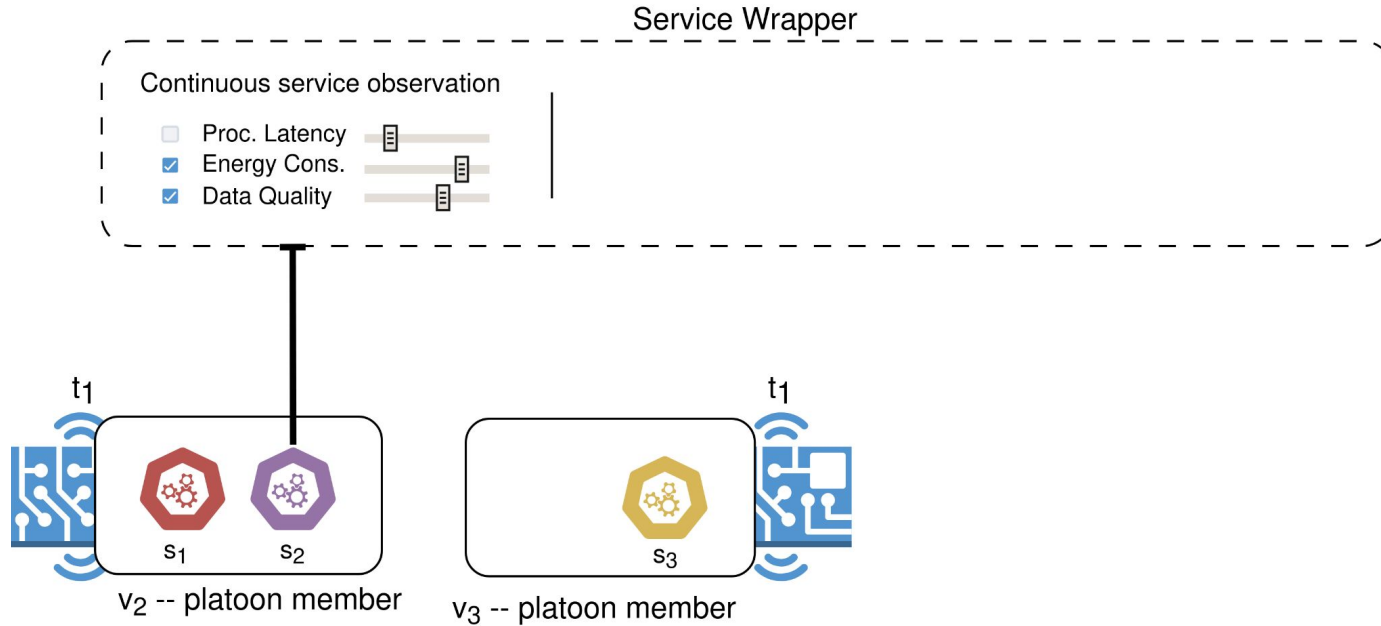 Service Wrapper
Continuous service observation
Proc. Latency
Energy Cons.
Data Quality
t1
t1
s1
s2
s3
v2 -- platoon member
v3 -- platoon member